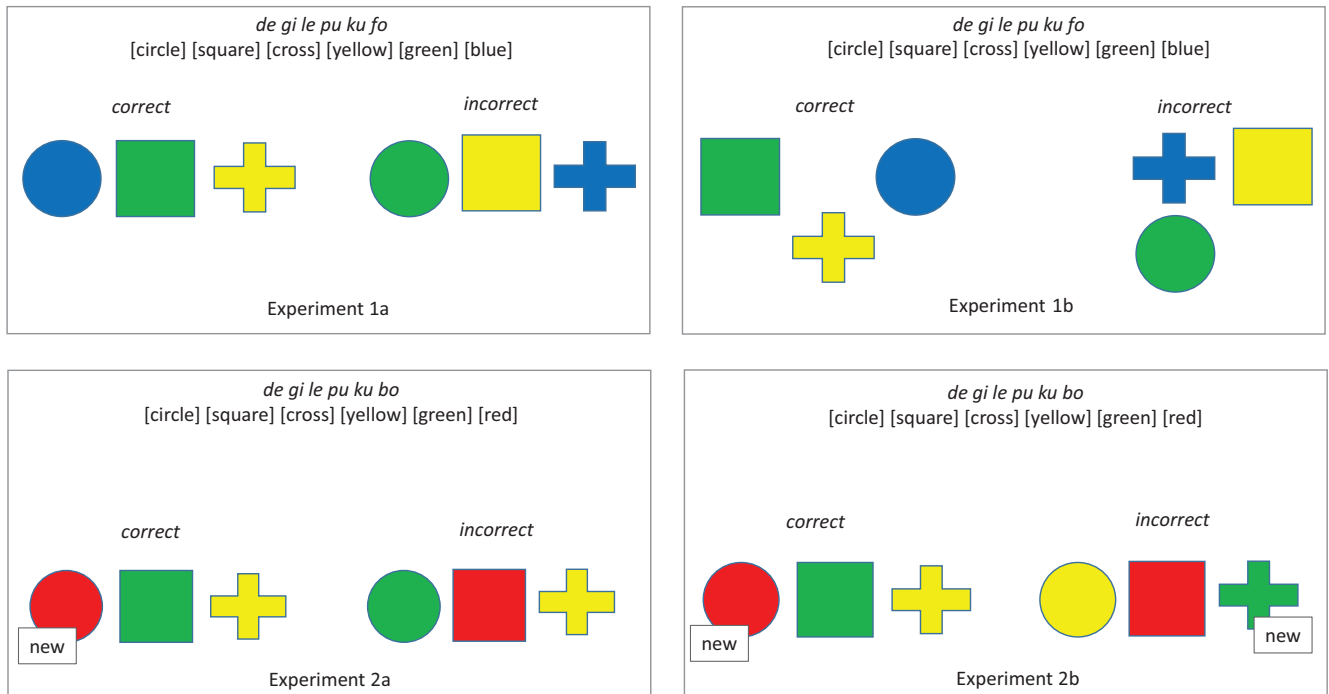 de gi le pu ku fo
[circle] [square] [cross] [yellow] [green] [blue]
correct
incorrect
Experiment 1a
de gi le pu ku fo
[circle] [square] [cross] [yellow] [green] [blue]
correct
incorrect
Experiment 1b
de gi le pu ku bo
[circle] [square] [cross] [yellow] [green] [red]
correct
incorrect
new
Experiment 2a
de gi le pu ku bo
[circle] [square] [cross] [yellow] [green] [red]
correct
incorrect
new
new
Experiment 2b